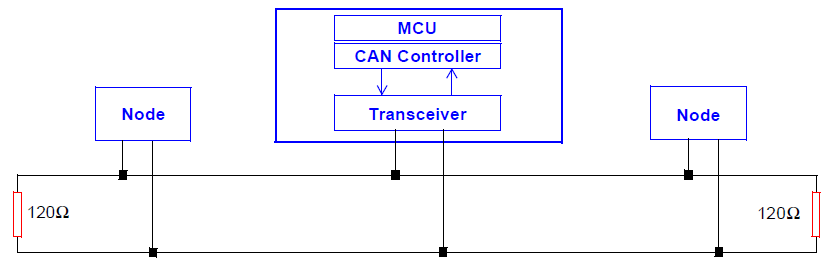 MCU
CAN Controller
Transceiver
Node
Node
120Ω
120Ω